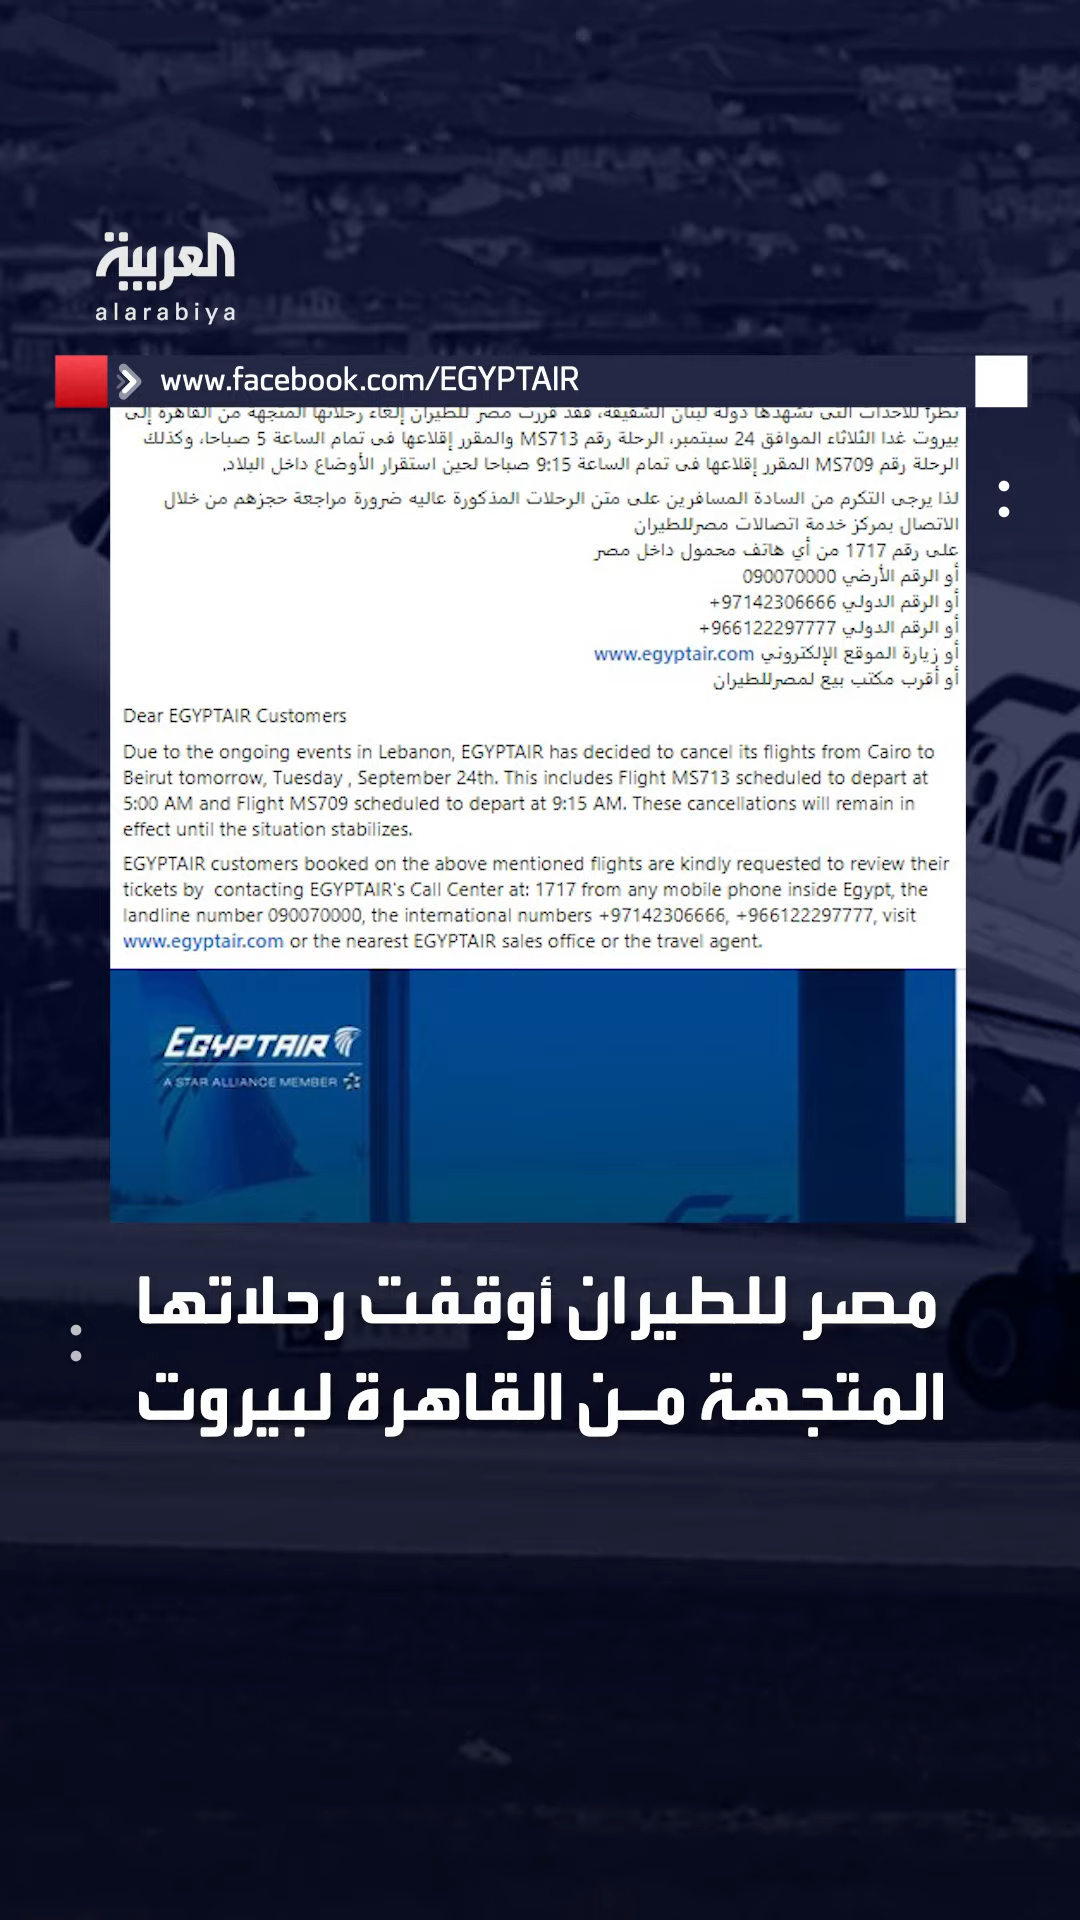 العربية
alarabiya
www.facebook.com/EGYPTAIR
نظرا للأحداث التى تشهدها دولة لبنان الشقيقة، فقد قررت مصر للطيران إلغاء رحلاتها المتجهة من القاهرة إلى
بيروت غدا الثلاثاء الموافق 24 سبتمبر، الرحلة رقم MS713 والمقرر إقلاعها فى تمام الساعة 5 صباحا، وكذلك
الرحلة رقم MS709 المقرر إقلاعها فى تمام الساعة 9:15 صباحا لحين استقرار الأوضاع داخل البلاد.
لذا يرجى التكرم من السادة المسافرين على متن الرحلات المذكورة عاليه ضرورة مراجعة حجزهم من خلال
الاتصال بمركز خدمة اتصالات مصرللطيران
على رقم 1717 من أي هاتف محمول داخل مصر
أو الرقم الأرضي 090070000
أو الرقم الدولي 97142306666+
أو الرقم الدولي 966122297777+
أو زيارة الموقع الإلكتروني www.egyptair.com
أو أقرب مكتب بيع لمصرللطيران
Dear EGYPTAIR Customers
Due to the ongoing events in Lebanon, EGYPTAIR has decided to cancel its flights from Cairo to
Beirut tomorrow, Tuesday , September 24th. This includes Flight MS713 scheduled to depart at
5:00 AM and Flight MS709 scheduled to depart at 9:15 AM. These cancellations will remain in
effect until the situation stabilizes.
EGYPTAIR customers booked on the above mentioned flights are kindly requested to review their
tickets by contacting EGYPTAIR's Call Center at: 1717 from any mobile phone inside Egypt, the
landline number 090070000, the international numbers +97142306666, +966122297777, visit
www.egyptair.com or the nearest EGYPTAIR sales office or the travel agent.
EGYPTAIR
A STAR ALLIANCE MEMBER
مصر للطيران أوقفت رحلاتها
المتجهة من القاهرة لبيروت